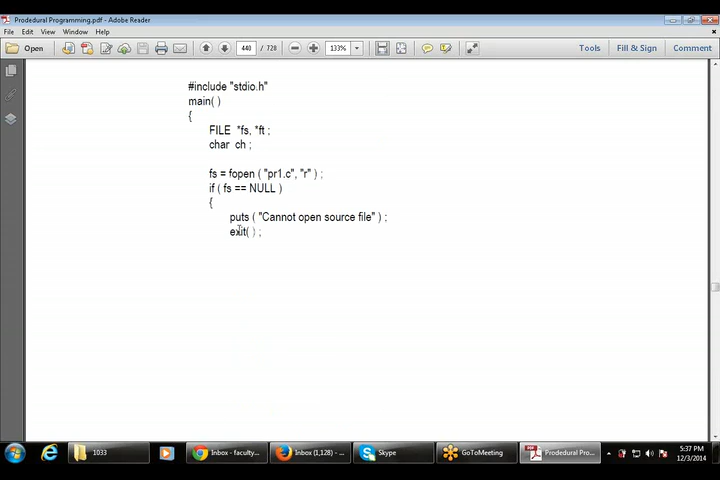 Prodedural Programming.pdf - Adobe Reader
File Edit View Window Help
Open 440 / 728 133% Tools Fill & Sign Comment
#include "stdio.h"
main( )
{
FILE *fs, *ft ;
char ch ;
fs = fopen ( "pr1.c", "r" ) ;
if ( fs == NULL )
{
puts ( "Cannot open source file" ) ;
exit( ) ;
1033 Inbox - faculty... Inbox (1,128) - ... Skype GoToMeeting Prodedural Pro...
5:37 PM
12/3/2014